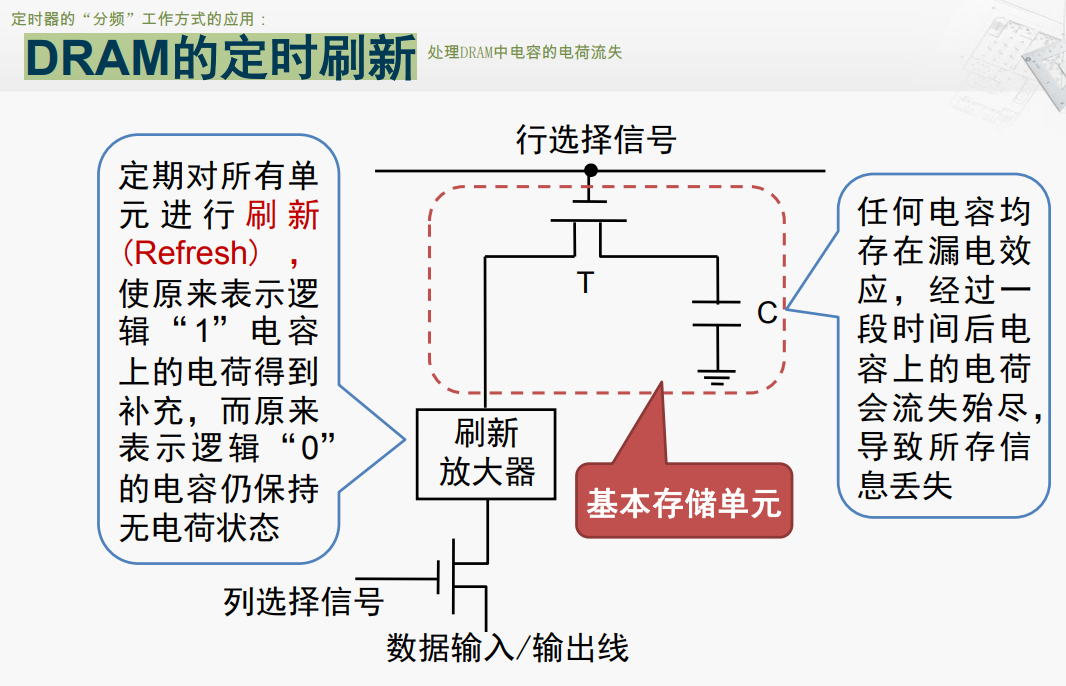 定时器的“分频”工作方式的应用：
DRAM的定时刷新
处理DRAM中电容的电荷流失
行选择信号
定期对所有单
元进行刷新
(Refresh)，
使原来表示逻
辑“1”电容
上的电荷得到
补充，而原来
表示逻辑“0”
的电容仍保持
无电荷状态
T
C
任何电容均
存在漏电效
应，经过一
段时间后电
容上的电荷
会流失殆尽，
导致所存信
息丢失
刷新
放大器
基本存储单元
列选择信号
数据输入/输出线